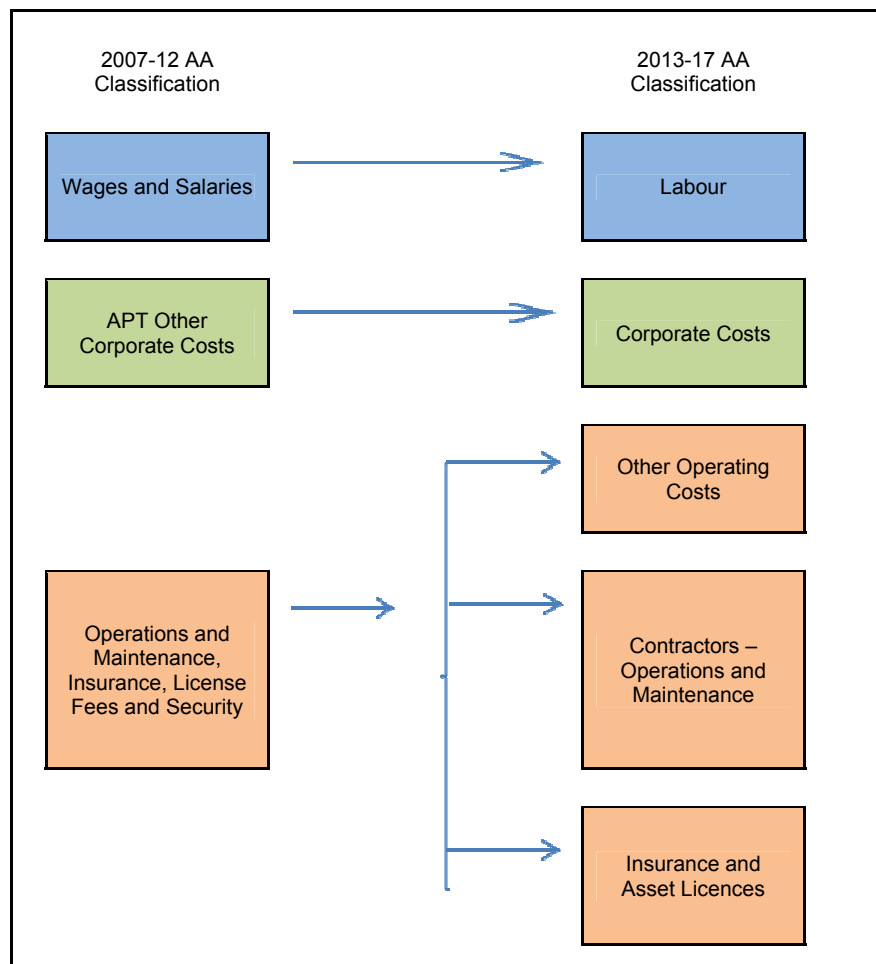 2007-12 AA
Classification
2013-17 AA
Classification
Wages and Salaries
Labour
APT Other
Corporate Costs
Corporate Costs
Other Operating
Costs
Operations and
Maintenance,
Insurance, License
Fees and Security
Contractors –
Operations and
Maintenance
Insurance and
Asset Licences